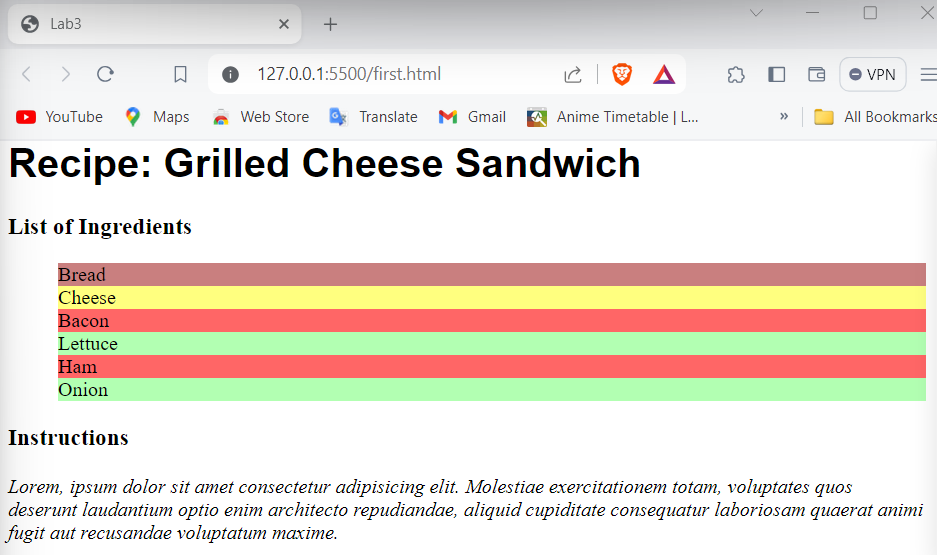 Lab3
127.0.0.1:5500/first.html
VPN
YouTube
Maps
Web Store
Translate
Gmail
Anime Timetable | L...
»
All Bookmarks
Recipe: Grilled Cheese Sandwich
List of Ingredients
Bread
Cheese
Bacon
Lettuce
Ham
Onion
Instructions
Lorem, ipsum dolor sit amet consectetur adipisicing elit. Molestiae exercitationem totam, voluptates quos
deserunt laudantium optio enim architecto repudiandae, aliquid cupiditate consequatur laboriosam quaerat animi
fugit aut recusandae voluptatum maxime.